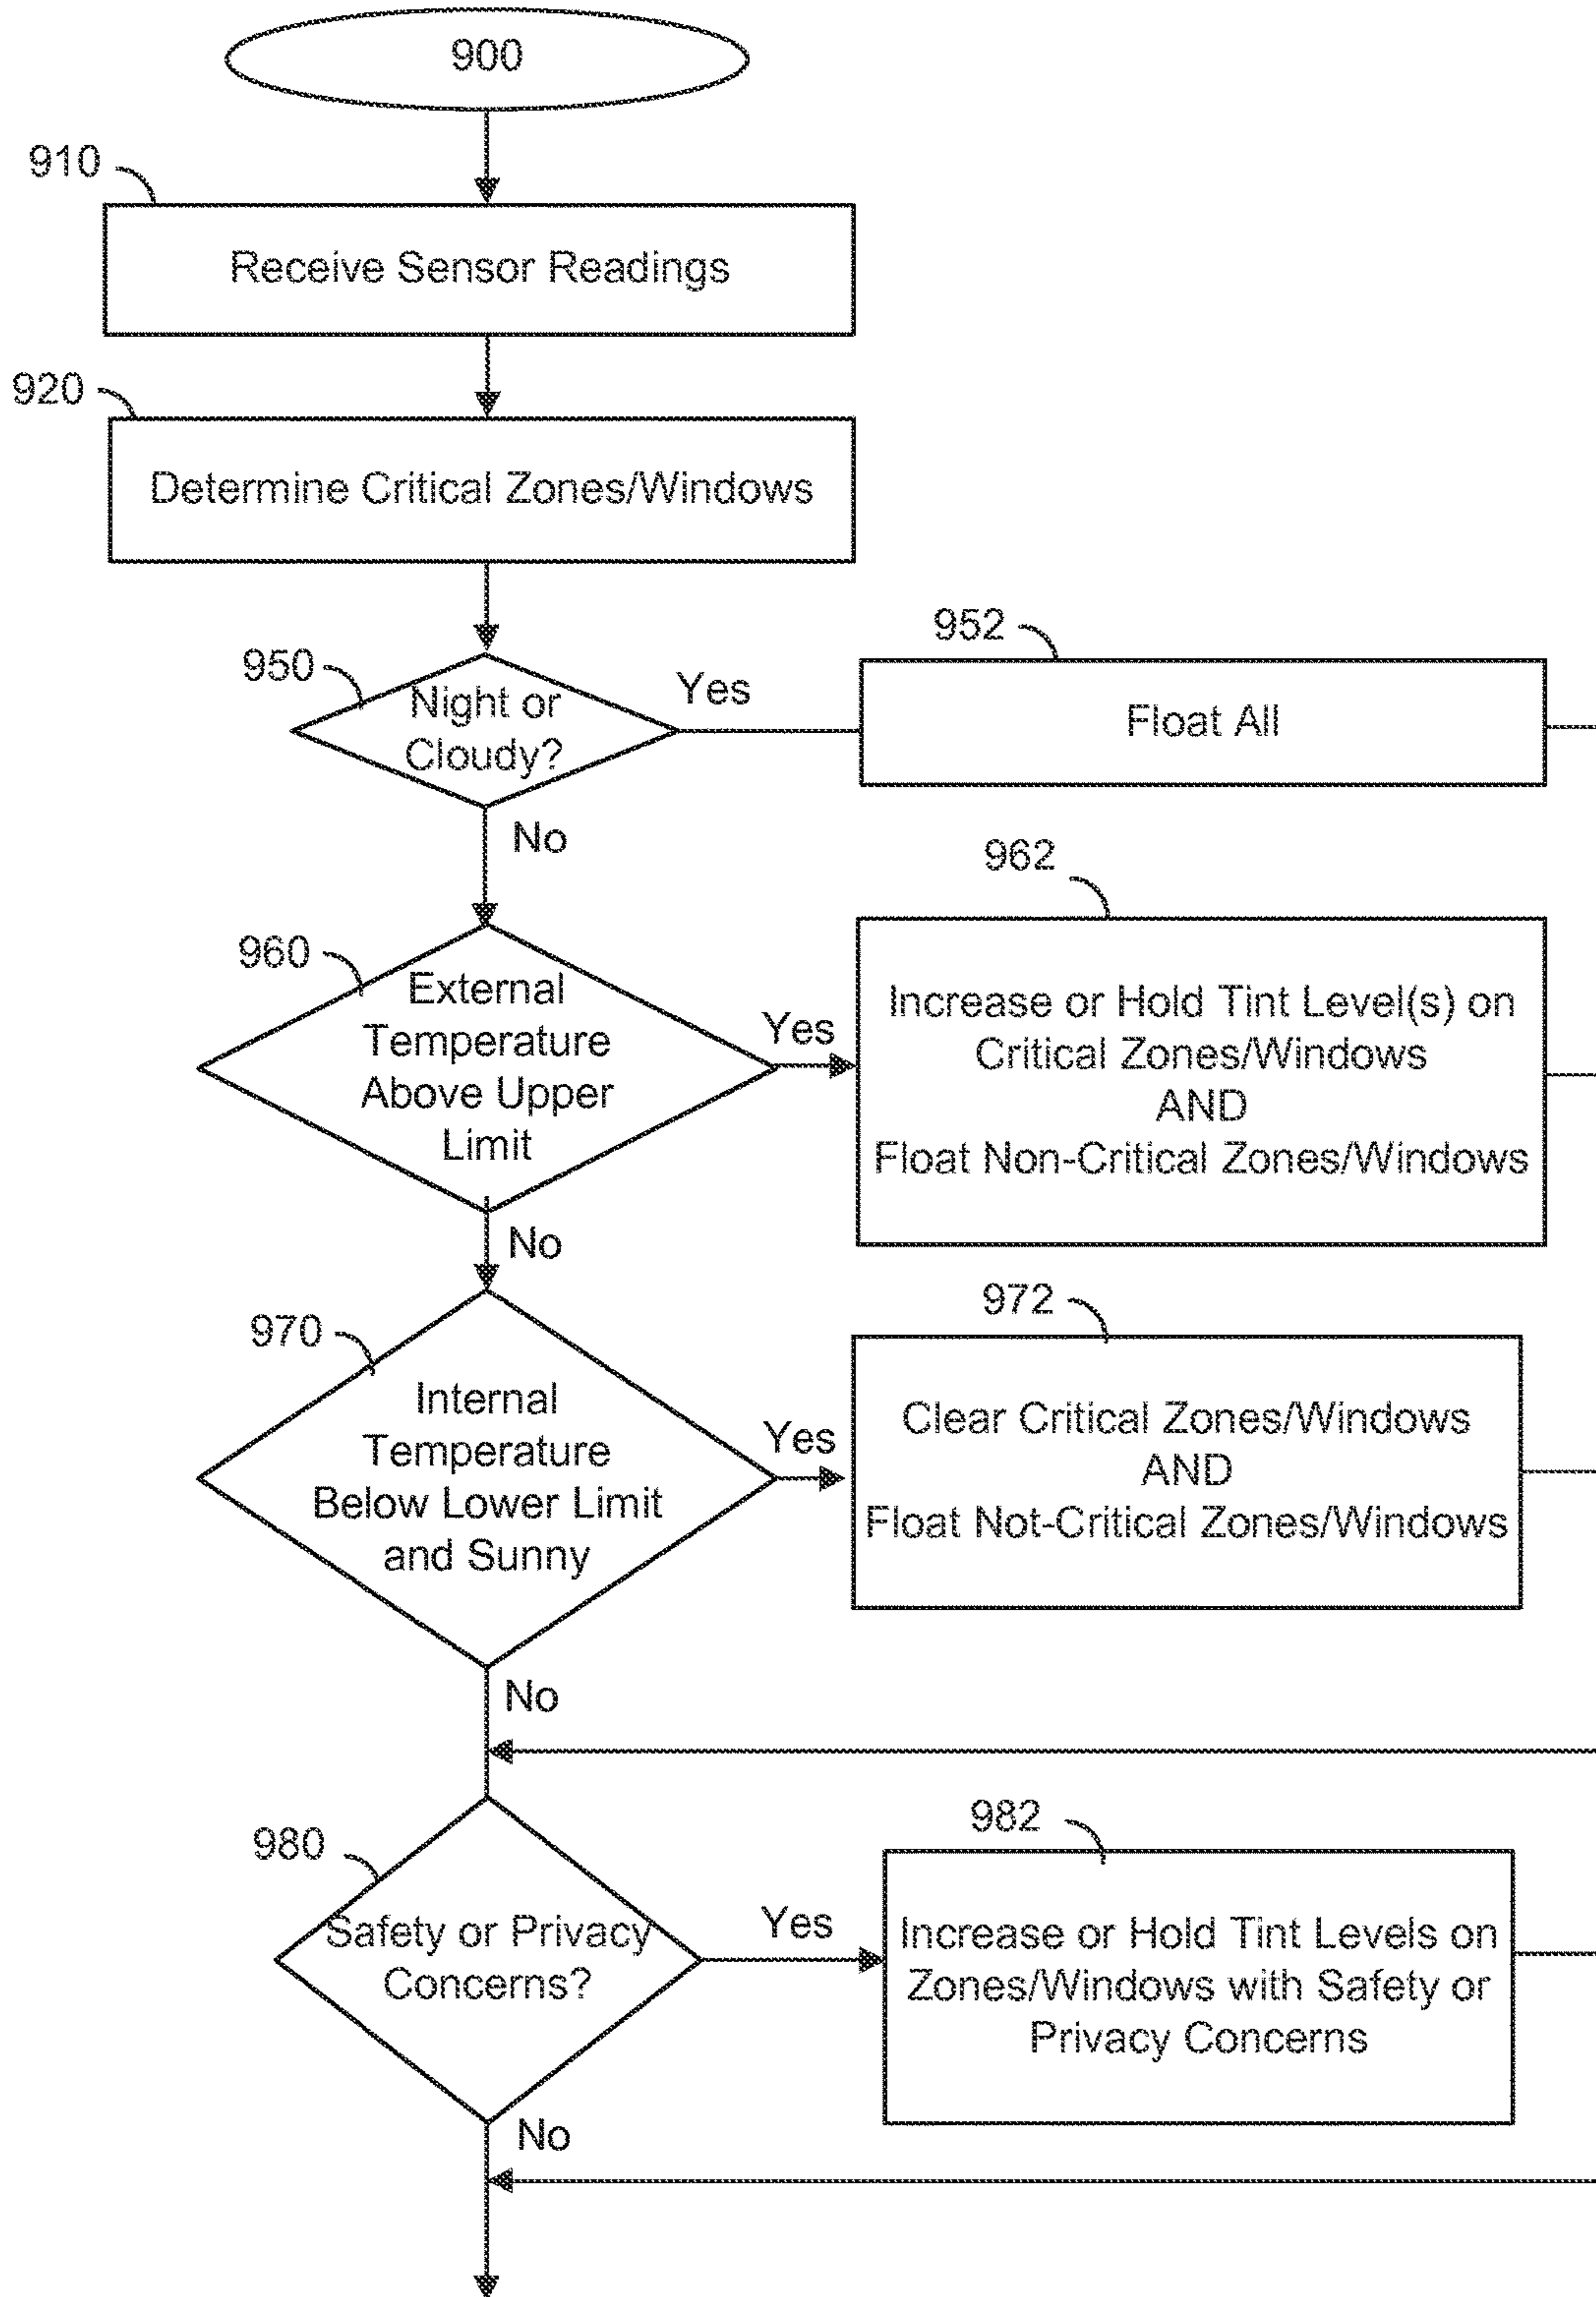 900
910
Receive Sensor Readings
920
Determine Critical Zones/Windows
950
Night or
Cloudy?
Yes
952
Float All
No
960
External
Temperature
Above Upper
Limit
Yes
962
Increase or Hold Tint Level(s) on
Critical Zones/Windows
AND
Float Non-Critical Zones/Windows
No
970
Internal
Temperature
Below Lower Limit
and Sunny
Yes
972
Clear Critical Zones/Windows
AND
Float Not-Critical Zones/Windows
No
980
Safety or Privacy
Concerns?
Yes
982
Increase or Hold Tint Levels on
Zones/Windows with Safety or
Privacy Concerns
No